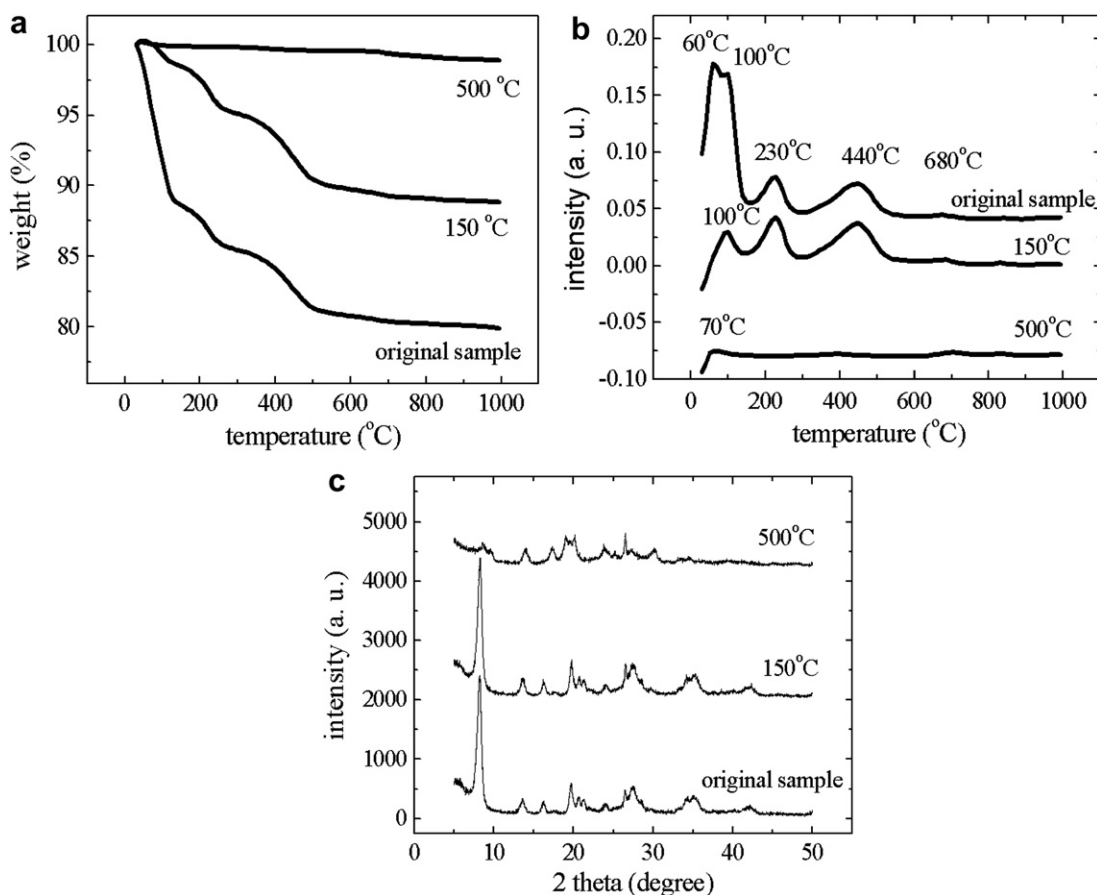 a
100
95
90
85
80
weight (%)
500 °C
150 °C
original sample
0 200 400 600 800 1000
temperature (°C)
b
0.20
0.15
0.10
0.05
0.00
-0.05
-0.10
intensity (a. u.)
60°C
100°C
230°C 440°C 680°C
original sample
100°C
150°C
70°C
500°C
0 200 400 600 800 1000
temperature (°C)
c
5000
4000
3000
2000
1000
0
intensity (a. u.)
500°C
150°C
original sample
0 10 20 30 40 50
2 theta (degree)